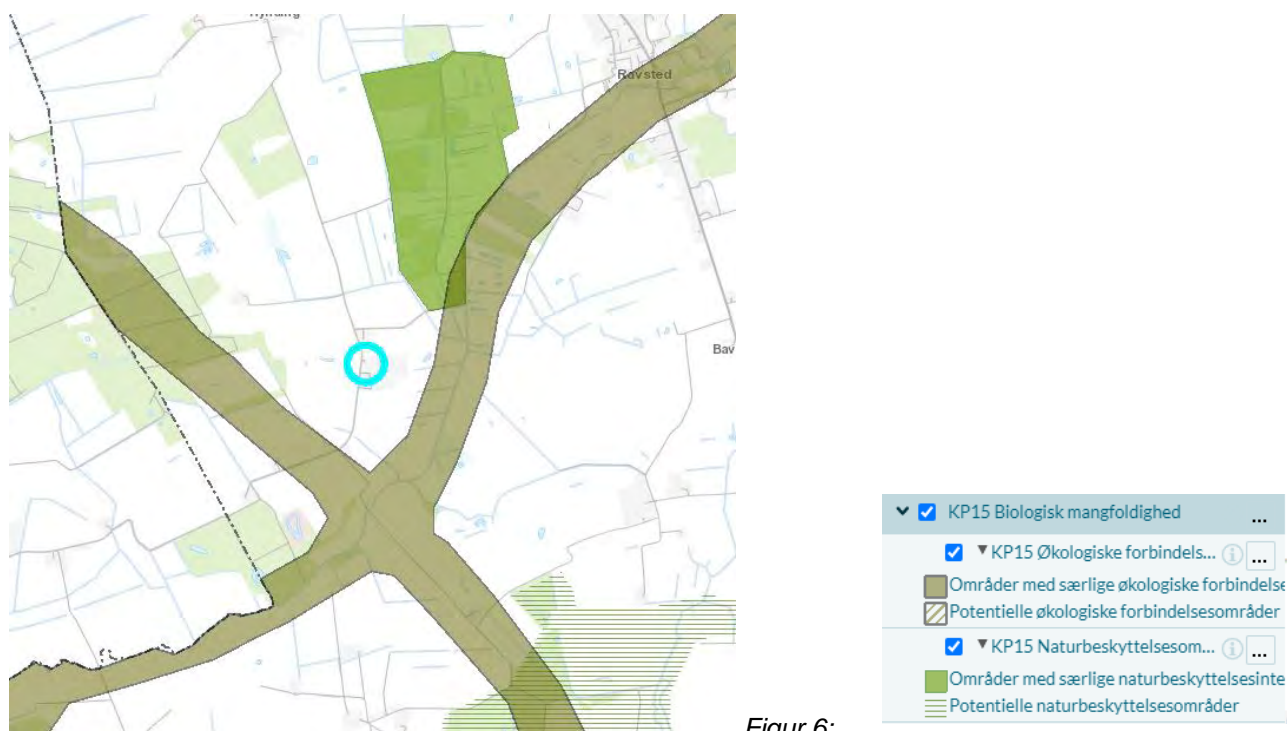 Ravsted
Bav
Figur 6:
KP15 Biologisk mangfoldighed ...
KP15 Økologiske forbindels... ...
Områder med særlige økologiske forbindelse
Potentielle økologiske forbindelsesområder
KP15 Naturbeskyttelsesom... ...
Områder med særlige naturbeskyttelsesinte
Potentielle naturbeskyttelsesområder